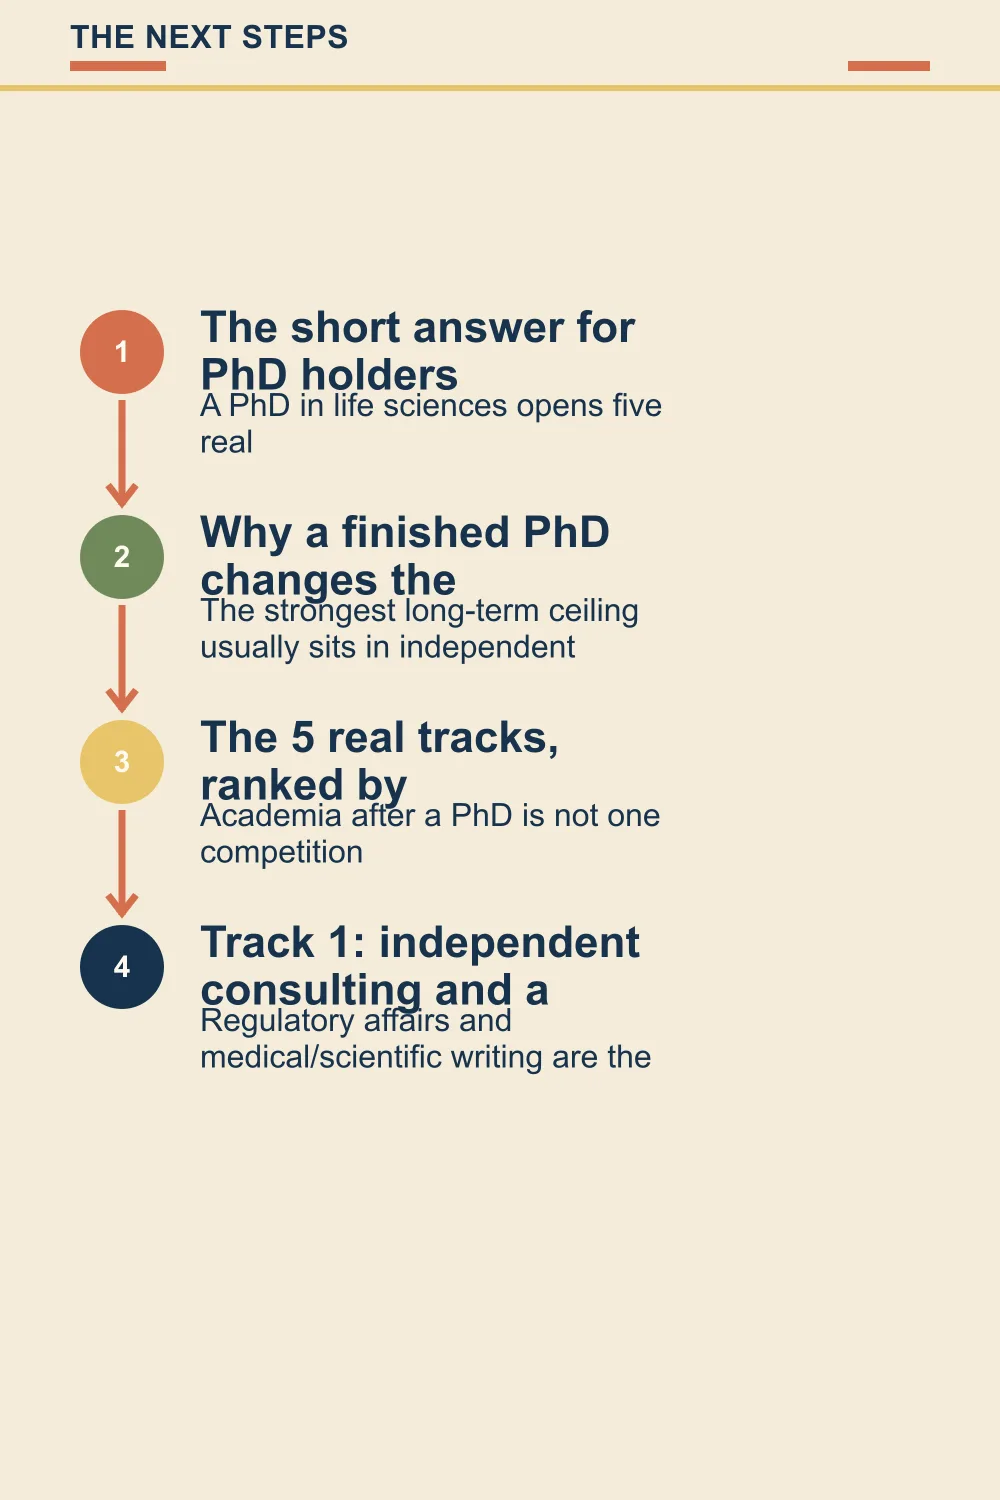 THE NEXT STEPS
1
The short answer for
PhD holders
A PhD in life sciences opens five
real
2
Why a finished PhD
changes the
The strongest long-term ceiling
usually sits in independent
3
The 5 real tracks,
ranked by
Academia after a PhD is not one
competition
4
Track 1: independent
consulting and a
Regulatory affairs and
medical/scientific writing are the